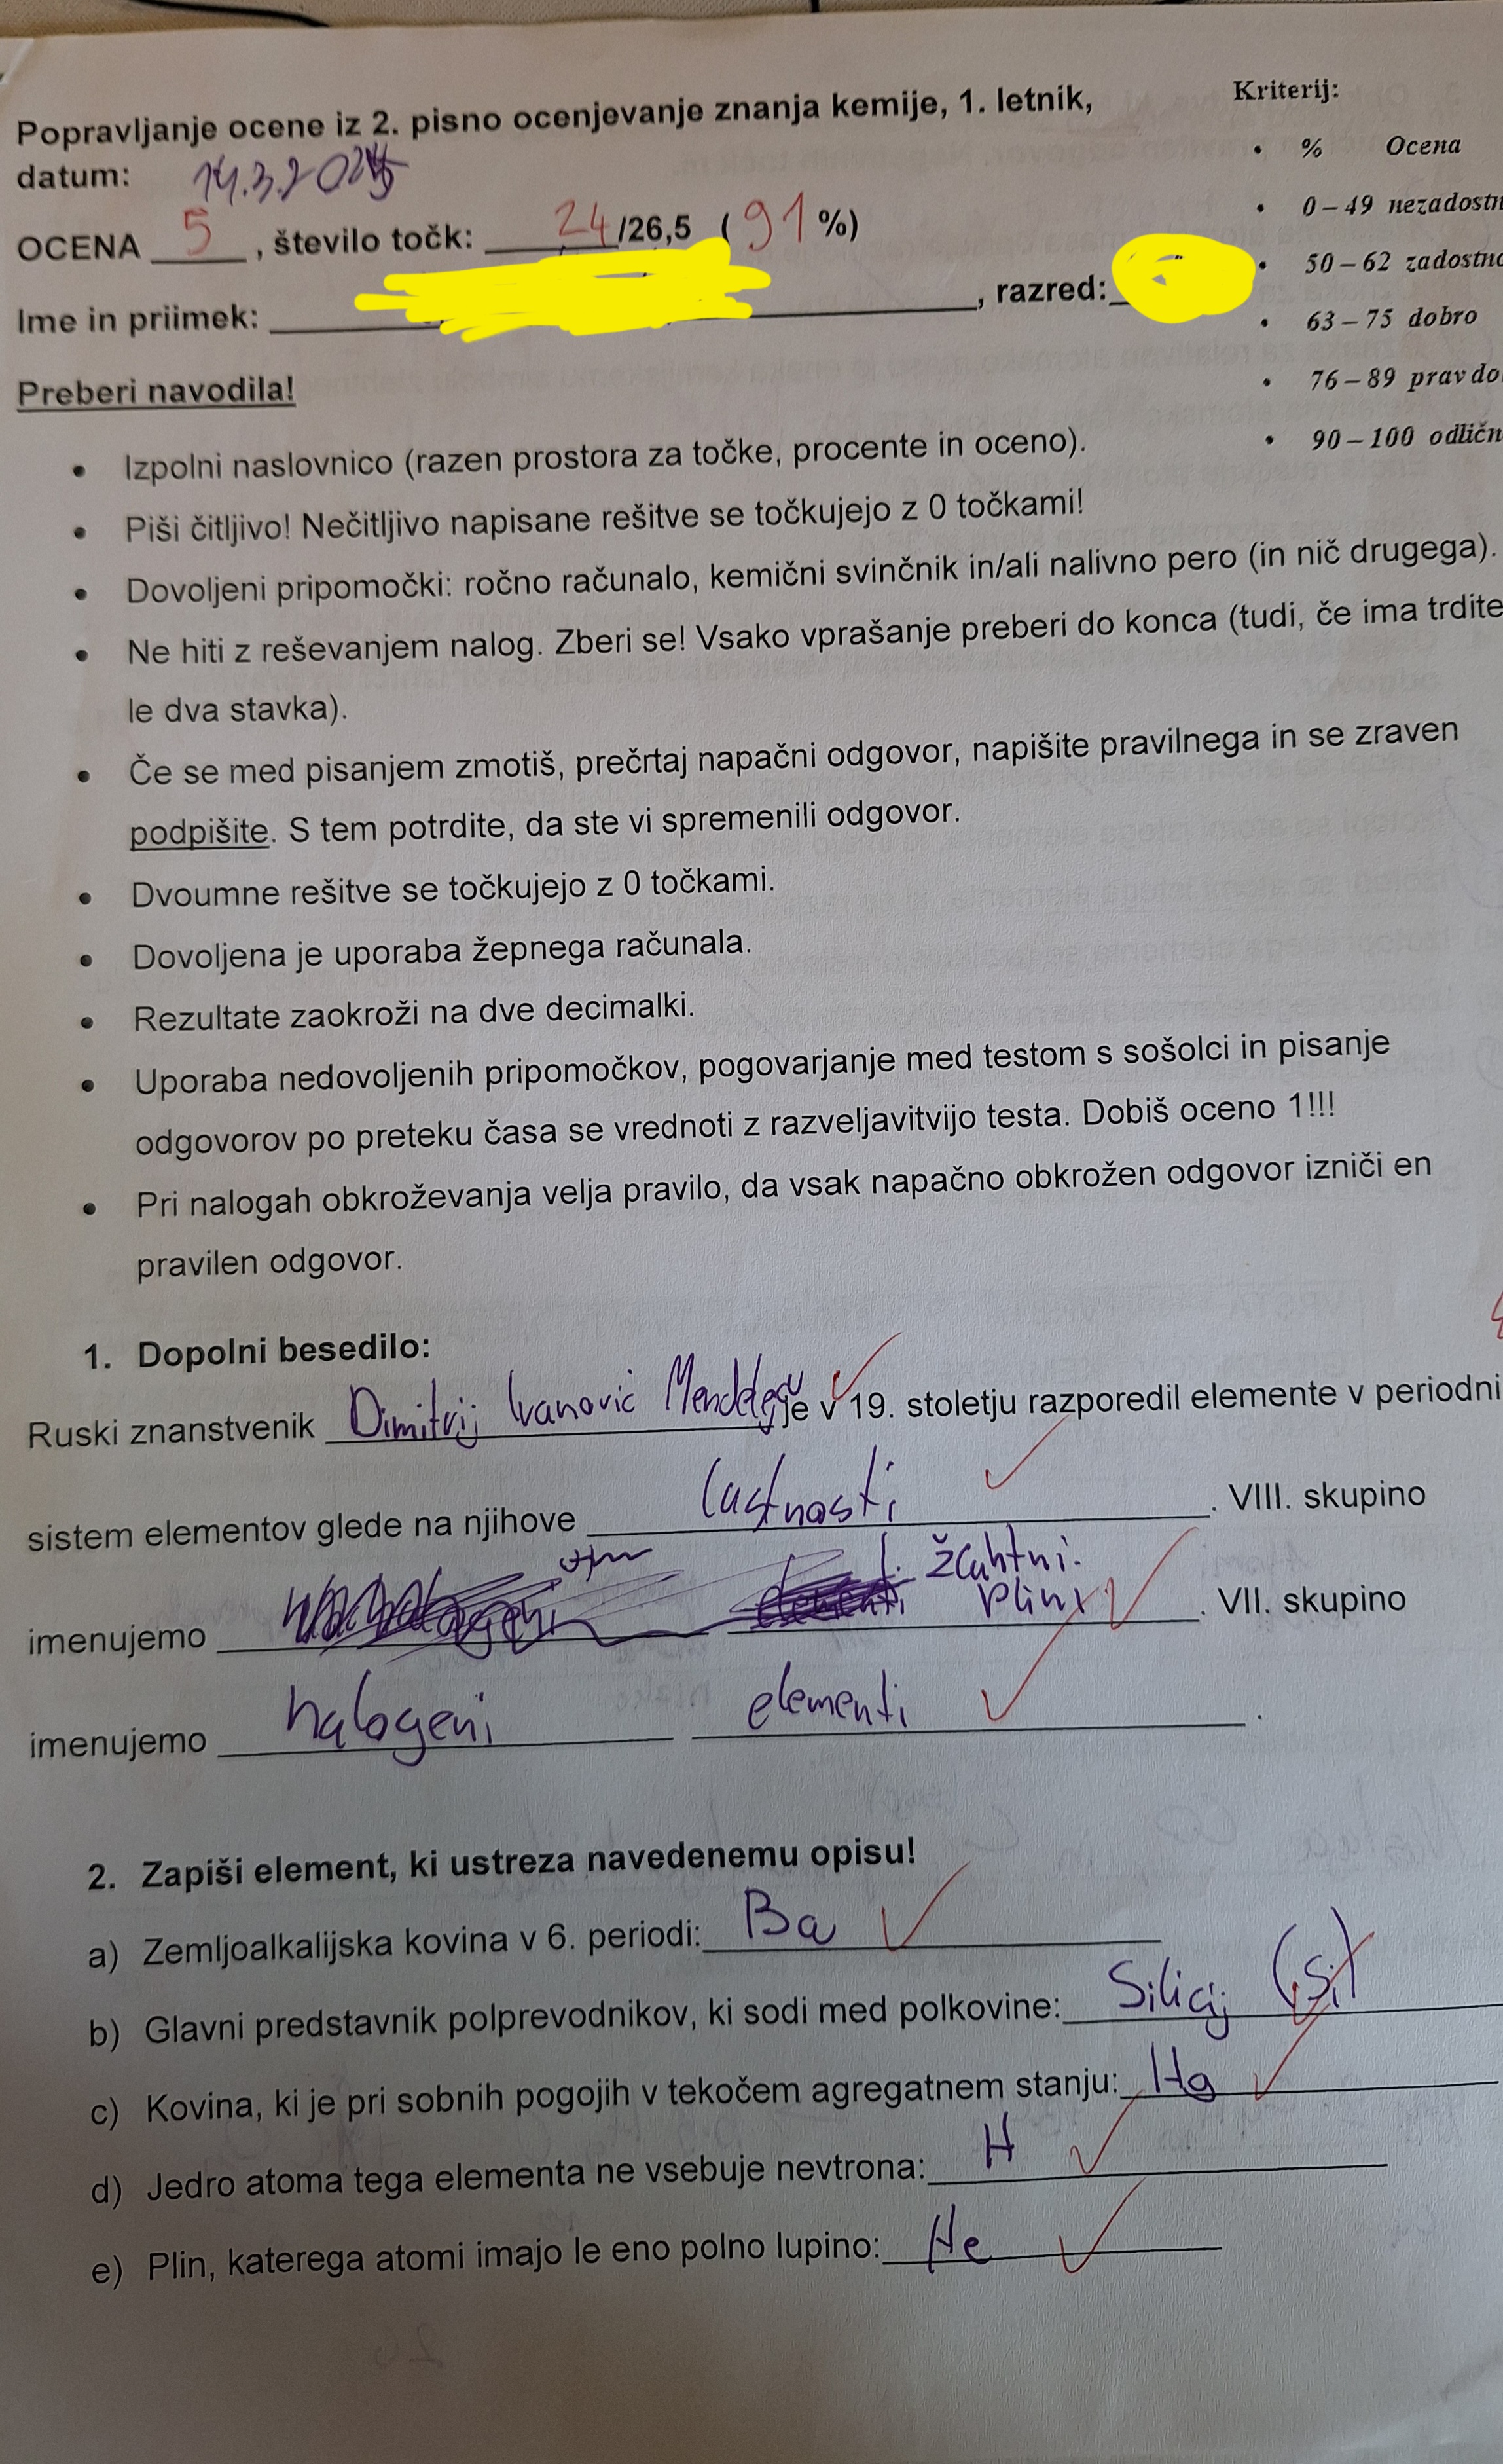 Popravljanje ocene iz 2. pisno ocenjevanje znanja kemije, 1. letnik,
datum: 14.3.2025
OCENA 5, število točk: 24/26,5 (91%)
Ime in priimek: , razred:
Kriterij:
• % Ocena
• 0 – 49 nezadostn
• 50 – 62 zadostno
• 63 – 75 dobro
• 76 – 89 prav do
• 90 – 100 odličn
Preberi navodila!
• Izpolni naslovnico (razen prostora za točke, procente in oceno).
• Piši čitljivo! Nečitljivo napisane rešitve se točkujejo z 0 točkami!
• Dovoljeni pripomočki: ročno računalo, kemični svinčnik in/ali nalivno pero (in nič drugega).
• Ne hiti z reševanjem nalog. Zberi se! Vsako vprašanje preberi do konca (tudi, če ima trdite
le dva stavka).
• Če se med pisanjem zmotiš, prečrtaj napačni odgovor, napišite pravilnega in se zraven
podpišite. S tem potrdite, da ste vi spremenili odgovor.
• Dvoumne rešitve se točkujejo z 0 točkami.
• Dovoljena je uporaba žepnega računala.
• Rezultate zaokroži na dve decimalki.
• Uporaba nedovoljenih pripomočkov, pogovarjanje med testom s sošolci in pisanje
odgovorov po preteku časa se vrednoti z razveljavitvijo testa. Dobiš oceno 1!!!
• Pri nalogah obkroževanja velja pravilo, da vsak napačno obkrožen odgovor izniči en
pravilen odgovor.
1. Dopolni besedilo:
Ruski znanstvenik Dimitrij Ivanovič Mendeljejev je v 19. stoletju razporedil elemente v periodni
sistem elementov glede na njihove lastnosti. VIII. skupino
imenujemo žlahtni plini. VII. skupino
imenujemo halogeni elementi.
2. Zapiši element, ki ustreza navedenemu opisu!
a) Zemljoalkalijska kovina v 6. periodi: Ba
b) Glavni predstavnik polprevodnikov, ki sodi med polkovine: Silicij (Si)
c) Kovina, ki je pri sobnih pogojih v tekočem agregatnem stanju: Hg
d) Jedro atoma tega elementa ne vsebuje nevtrona: H
e) Plin, katerega atomi imajo le eno polno lupino: He